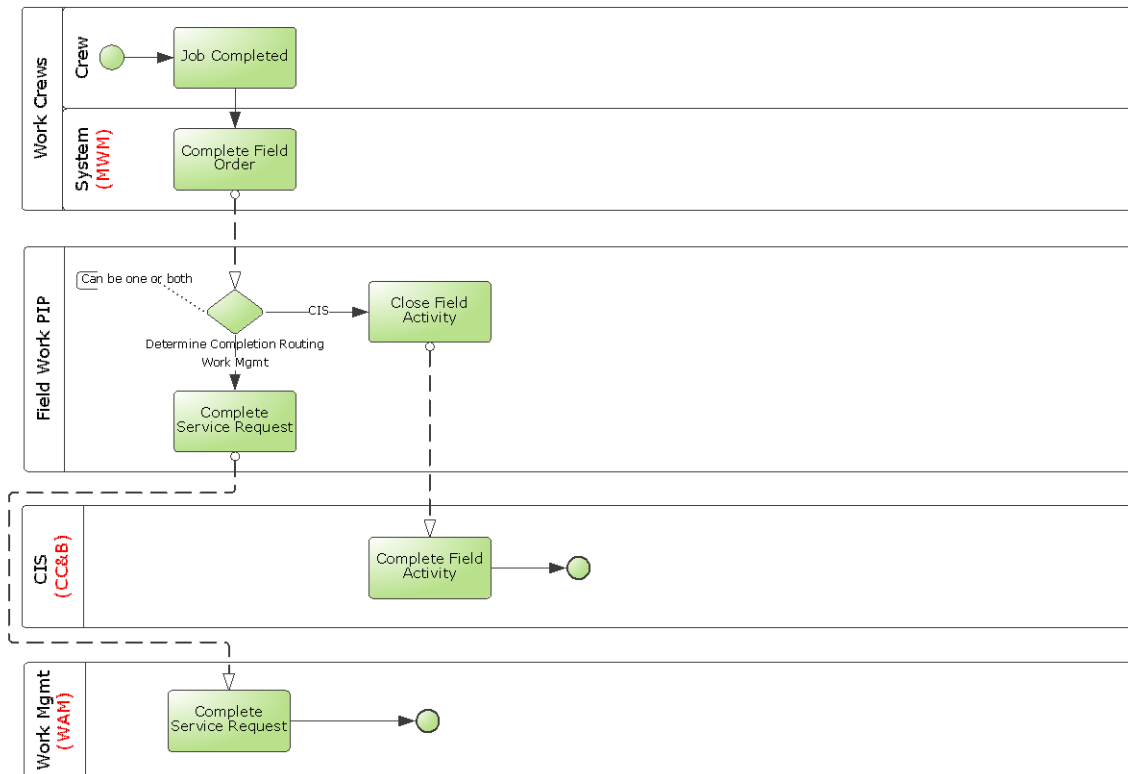 Work Crews
Crew
Job Completed
System
(MWM)
Complete Field
Order
Field Work PIP
Can be one or both
CIS
Close Field
Activity
Determine Completion Routing
Work Mgmt
Complete
Service Request
CIS
(CC&B)
Complete Field
Activity
Work Mgmt
(WAM)
Complete
Service Request